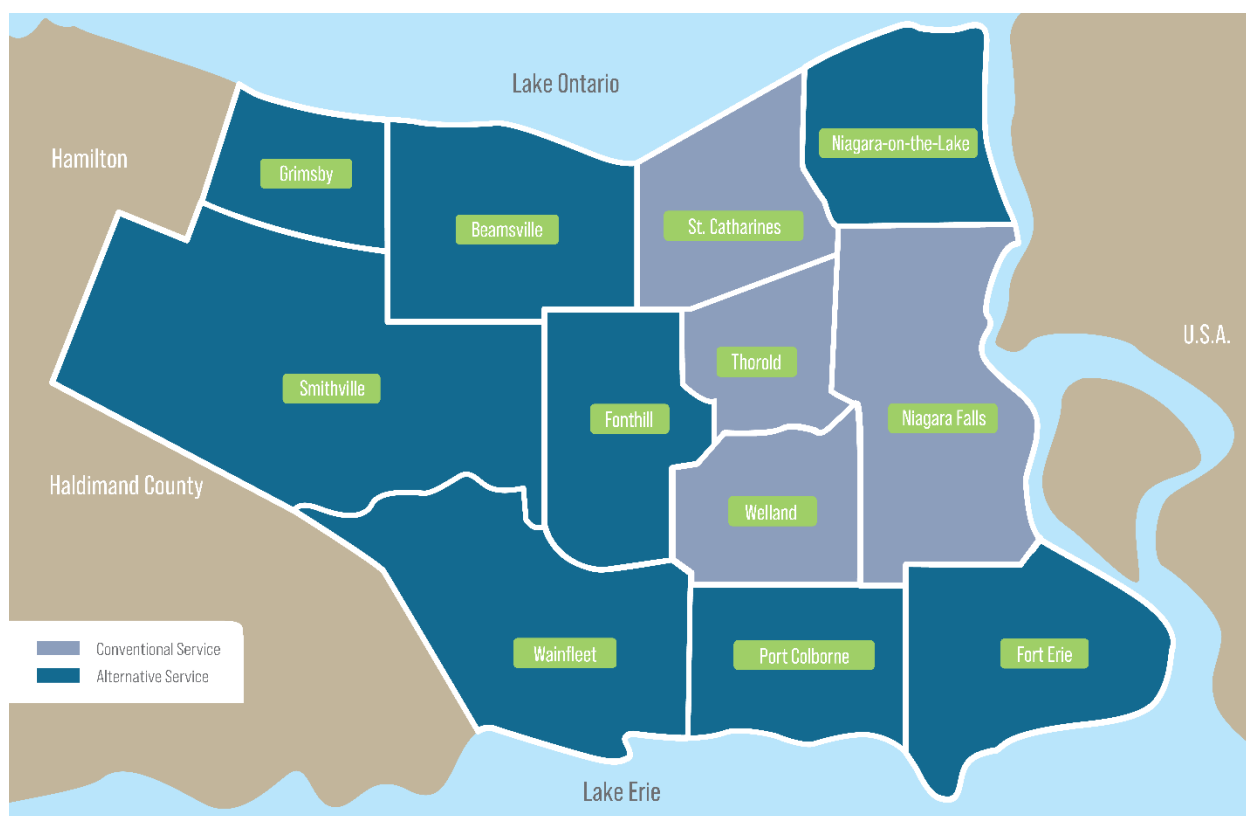 Lake Ontario
Hamilton
Niagara-on-the-Lake
Grimsby
Beamsville
St. Catharines
U.S.A.
Thorold
Smithville
Fonthill
Niagara Falls
Haldimand County
Welland
Wainfleet
Port Colborne
Fort Erie
Conventional Service
Alternative Service
Lake Erie